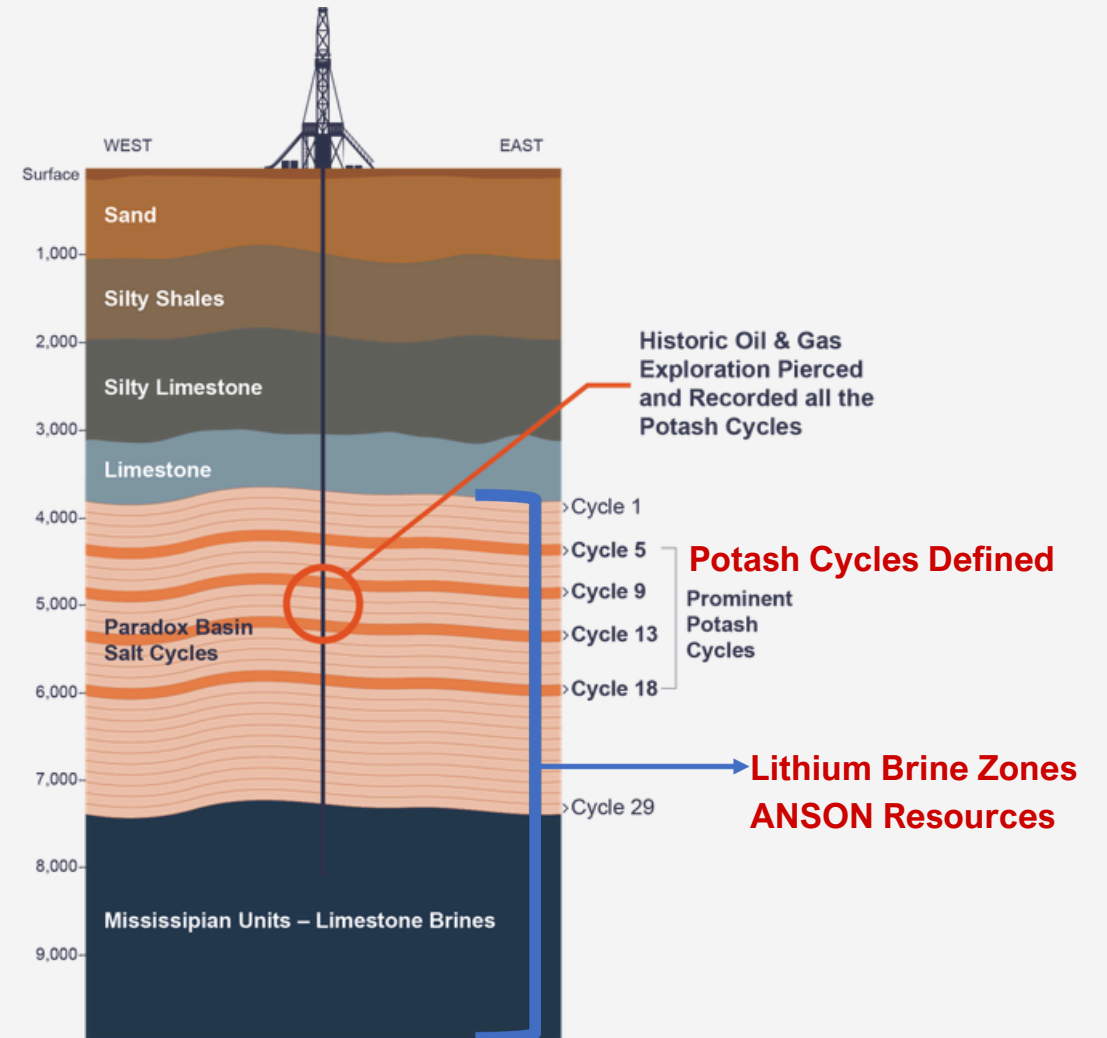 WEST
EAST
Surface
Sand
1,000
Silty Shales
2,000
Silty Limestone
3,000
Limestone
Historic Oil & Gas
Exploration Pierced
and Recorded all the
Potash Cycles
4,000
Cycle 1
Cycle 5
Potash Cycles Defined
Cycle 9
Prominent
Potash
Cycles
5,000
Paradox Basin
Salt Cycles
Cycle 13
6,000
Cycle 18
Lithium Brine Zones
ANSON Resources
7,000
Cycle 29
8,000
Mississipian Units – Limestone Brines
9,000